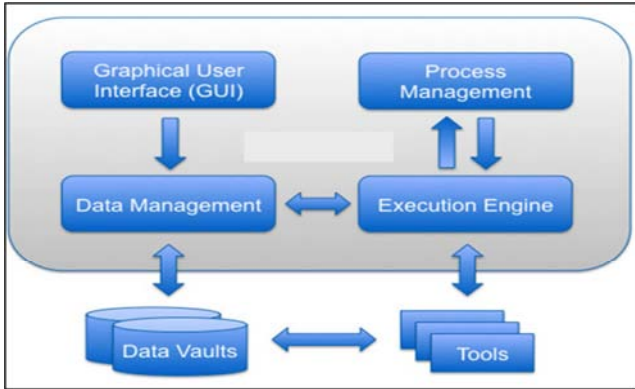 Graphical User
Interface (GUI)
Process
Management
Data Management
Execution Engine
Data Vaults
Tools